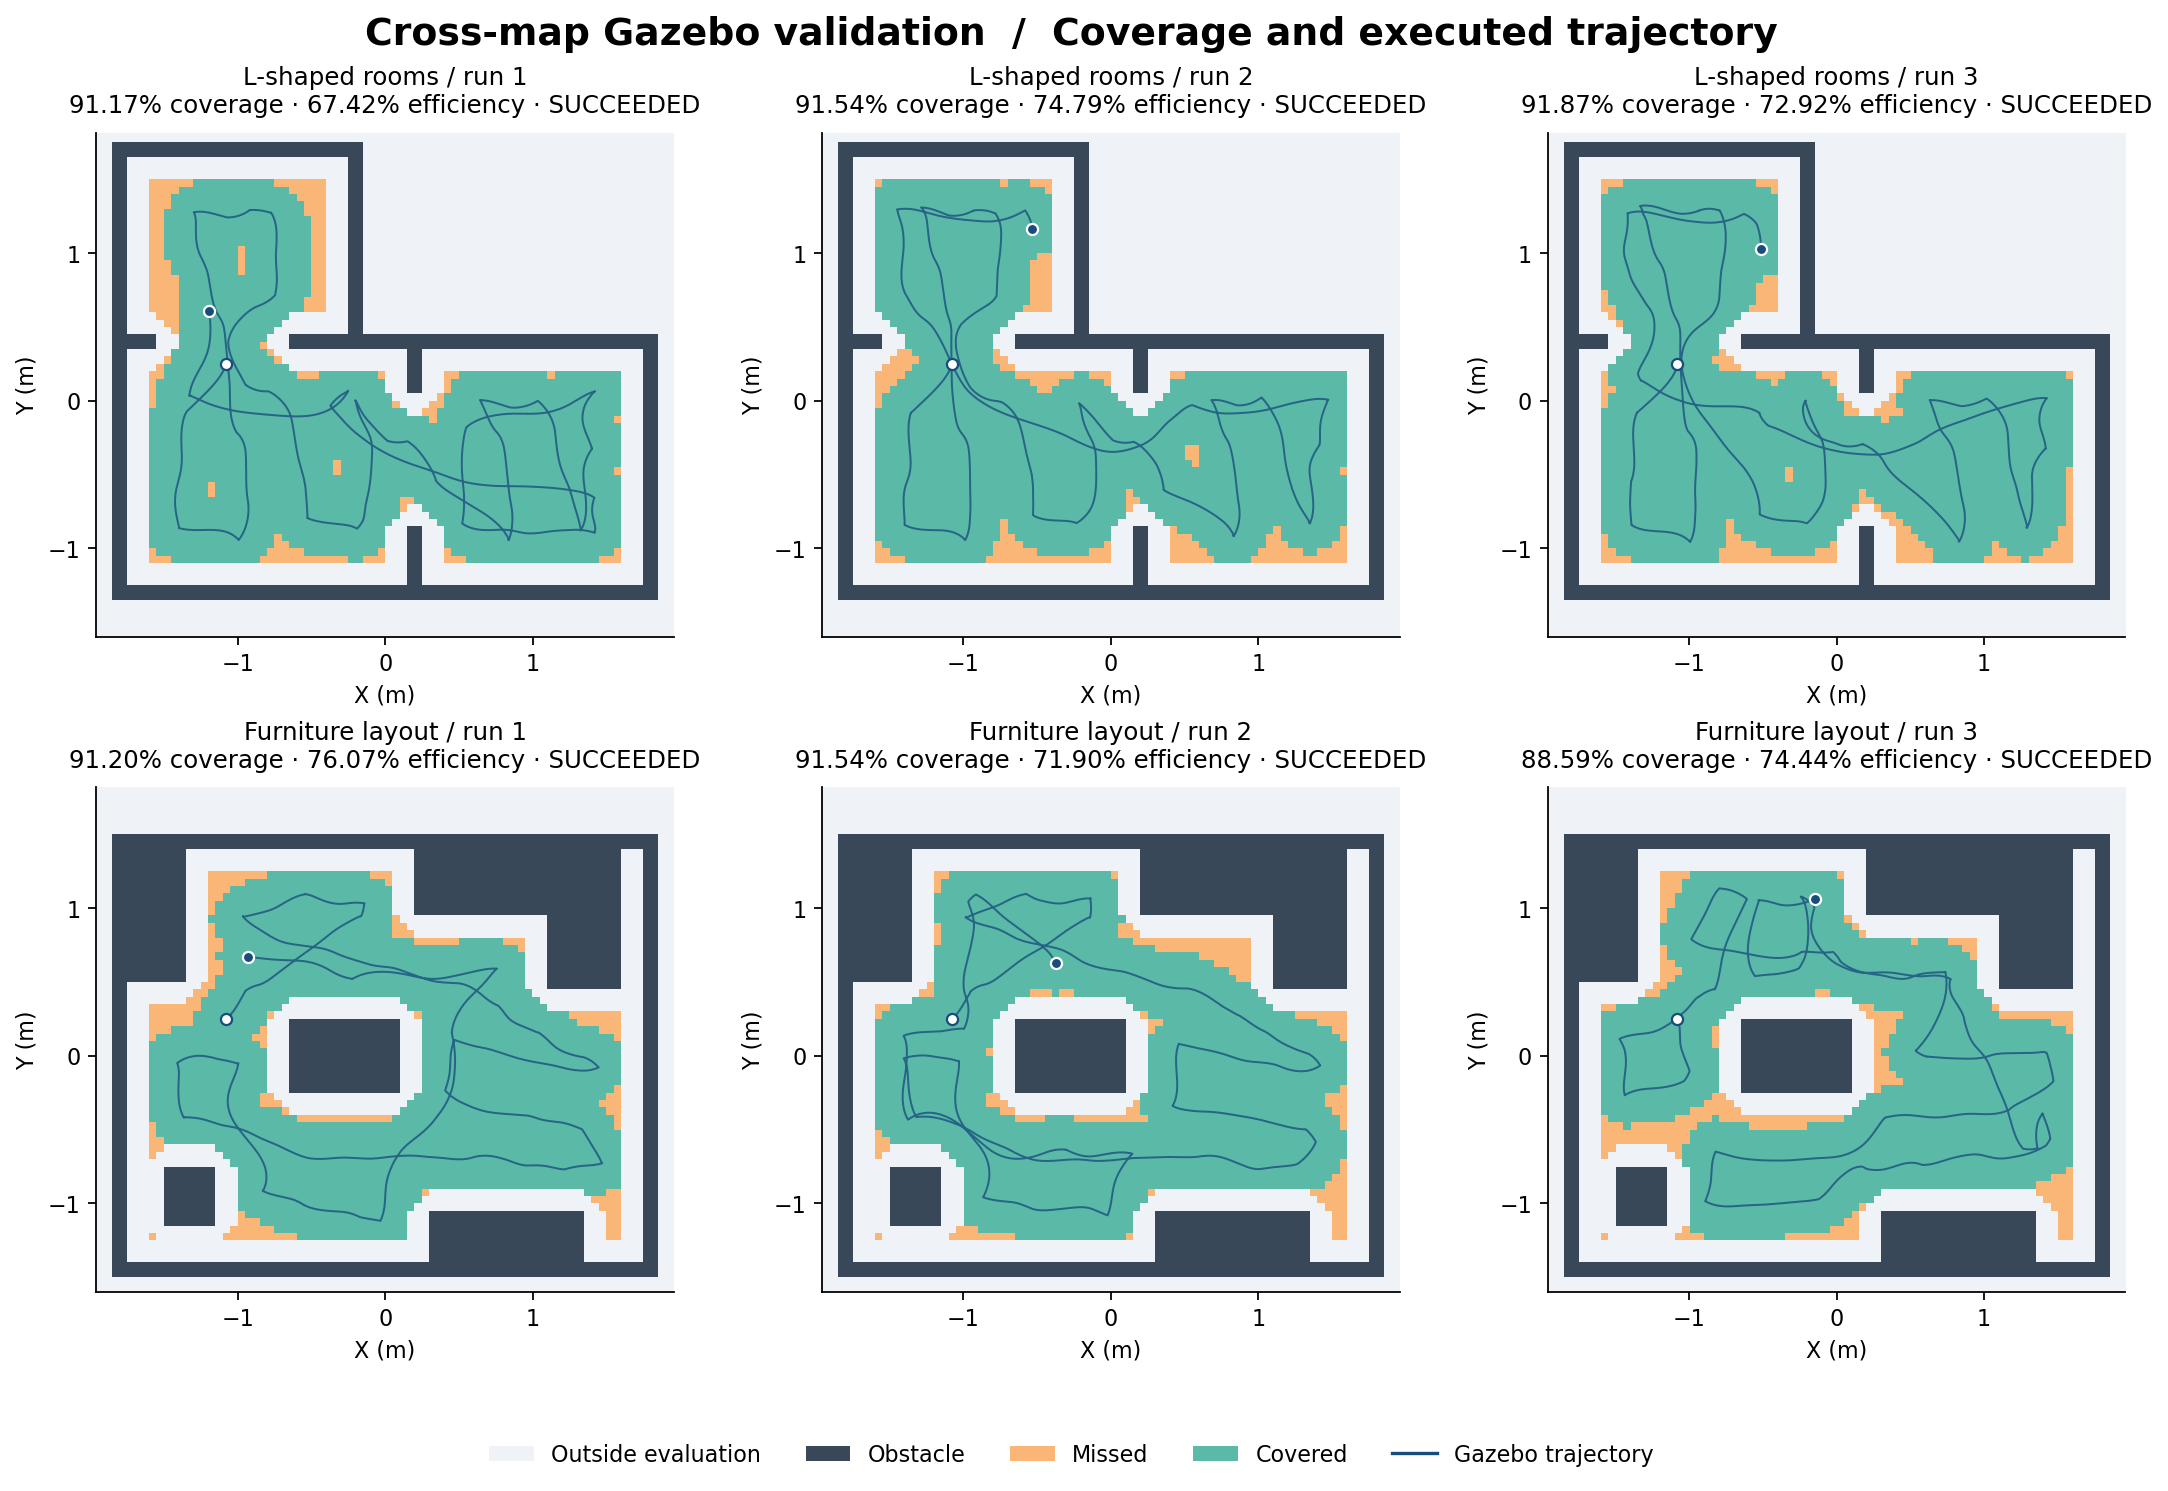 Cross-map Gazebo validation / Coverage and executed trajectory
L-shaped rooms / run 1
91.17% coverage · 67.42% efficiency · SUCCEEDED
L-shaped rooms / run 2
91.54% coverage · 74.79% efficiency · SUCCEEDED
L-shaped rooms / run 3
91.87% coverage · 72.92% efficiency · SUCCEEDED
Y (m)
1
0
−1
−1 0 1
X (m)
Y (m)
1
0
−1
−1 0 1
X (m)
Y (m)
1
0
−1
−1 0 1
X (m)
Furniture layout / run 1
91.20% coverage · 76.07% efficiency · SUCCEEDED
Furniture layout / run 2
91.54% coverage · 71.90% efficiency · SUCCEEDED
Furniture layout / run 3
88.59% coverage · 74.44% efficiency · SUCCEEDED
Y (m)
1
0
−1
−1 0 1
X (m)
Y (m)
1
0
−1
−1 0 1
X (m)
Y (m)
1
0
−1
−1 0 1
X (m)
Outside evaluation Obstacle Missed Covered Gazebo trajectory